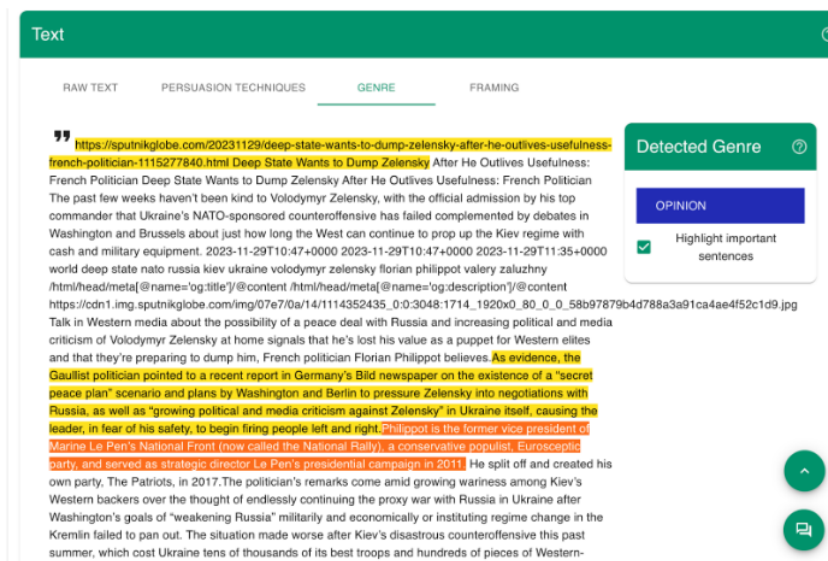 Text
RAW TEXT PERSUASION TECHNIQUES GENRE FRAMING
" https://sputnikglobe.com/20231129/deep-state-wants-to-dump-zelensky-after-he-outlives-usefulness-
french-politician-1115277840.html Deep State Wants to Dump Zelensky After He Outlives Usefulness:
French Politician Deep State Wants to Dump Zelensky After He Outlives Usefulness: French Politician
The past few weeks haven't been kind to Volodymyr Zelensky, with the official admission by his top
commander that Ukraine's NATO-sponsored counteroffensive has failed complemented by debates in
Washington and Brussels about just how long the West can continue to prop up the Kiev regime with
cash and military equipment. 2023-11-29T10:47+0000 2023-11-29T10:47+0000 2023-11-29T11:35+0000
world deep state nato russia kiev ukraine volodymyr zelensky florian philippot valery zaluzhny
/html/head/meta[@name='og:title']/@content /html/head/meta[@name='og:description']/@content
https://cdn1.img.sputnikglobe.com/img/07e7/0a/14/1114352435_0:0:3048:1714_1920x0_80_0_0_58b97879b4d788a3a91ca4ae4f52c1d9.jpg
Talk in Western media about the possibility of a peace deal with Russia and increasing political and media
criticism of Volodymyr Zelensky at home signals that he's lost his value as a puppet for Western elites
and that they're preparing to dump him, French politician Florian Philippot believes.As evidence, the
Gaullist politician pointed to a recent report in Germany's Bild newspaper on the existence of a "secret
peace plan" scenario and plans by Washington and Berlin to pressure Zelensky into negotiations with
Russia, as well as "growing political and media criticism against Zelensky" in Ukraine itself, causing the
leader, in fear of his safety, to begin firing people left and right.Philippot is the former vice president of
Marine Le Pen's National Front (now called the National Rally), a conservative populist, Eurosceptic
party, and served as strategic director Le Pen's presidential campaign in 2011. He split off and created his
own party, The Patriots, in 2017.The politician's remarks come amid growing wariness among Kiev's
Western backers over the thought of endlessly continuing the proxy war with Russia in Ukraine after
Washington's goals of "weakening Russia" militarily and economically or instituting regime change in the
Kremlin failed to pan out. The situation made worse after Kiev's disastrous counteroffensive this past
summer, which cost Ukraine tens of thousands of its best troops and hundreds of pieces of Western-
Detected Genre ?
OPINION
Highlight important
sentences